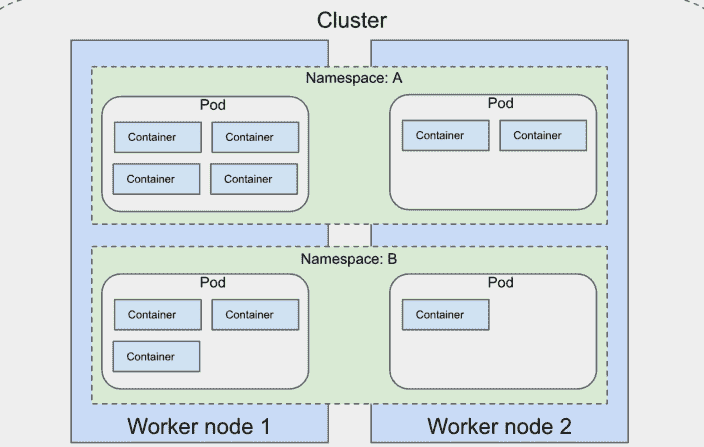 Cluster
Namespace: A
Pod
Container
Container
Container
Container
Pod
Container
Container
Namespace: B
Pod
Container
Container
Container
Pod
Container
Worker node 1
Worker node 2